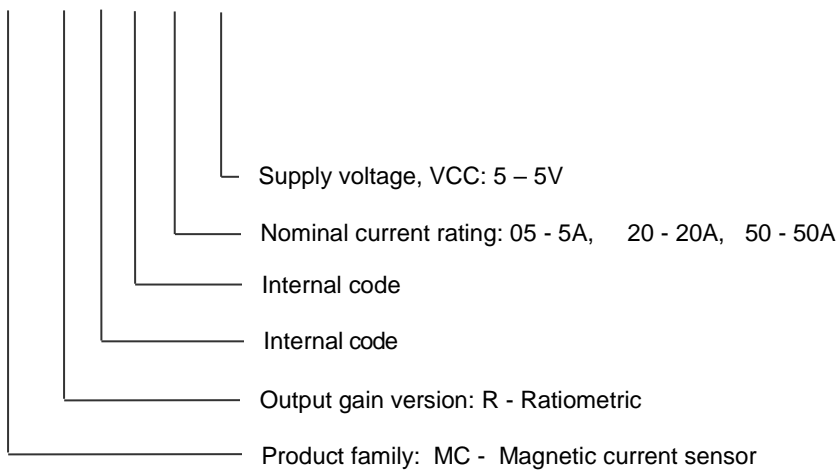 Supply voltage, VCC: 5 – 5V
Nominal current rating: 05 - 5A, 20 - 20A, 50 - 50A
Internal code
Internal code
Output gain version: R - Ratiometric
Product family: MC - Magnetic current sensor